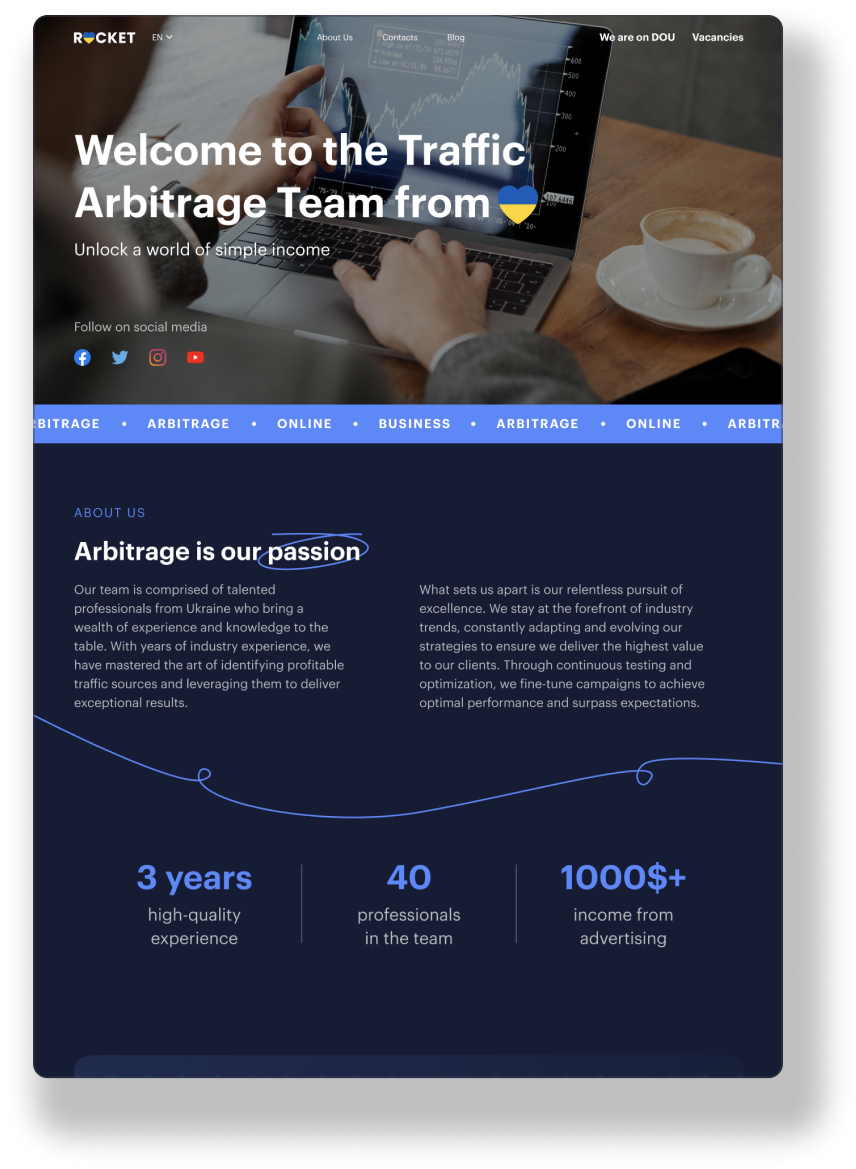 ROCKET EN About Us Contacts Blog We are on DOU Vacancies
Welcome to the Traffic
Arbitrage Team from
Unlock a world of simple income
Follow on social media
RBITRAGE • ARBITRAGE • ONLINE • BUSINESS • ARBITRAGE • ONLINE • ARBITR
ABOUT US
Arbitrage is our passion
Our team is comprised of talented
professionals from Ukraine who bring a
wealth of experience and knowledge to the
table. With years of industry experience, we
have mastered the art of identifying profitable
traffic sources and leveraging them to deliver
exceptional results.
What sets us apart is our relentless pursuit of
excellence. We stay at the forefront of industry
trends, constantly adapting and evolving our
strategies to ensure we deliver the highest value
to our clients. Through continuous testing and
optimization, we fine-tune campaigns to achieve
optimal performance and surpass expectations.
3 years
high-quality
experience
40
professionals
in the team
1000$+
income from
advertising